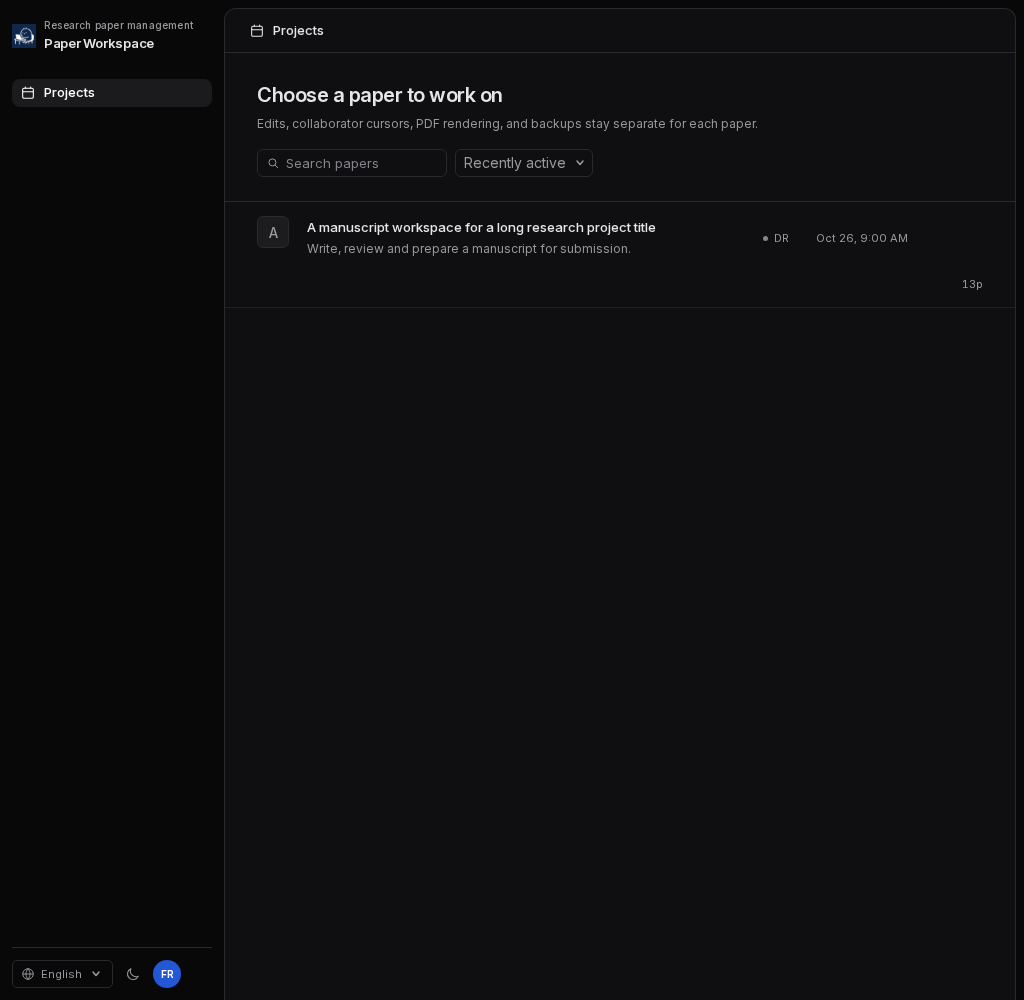 Research paper management
Paper Workspace
Projects
Projects
Choose a paper to work on
Edits, collaborator cursors, PDF rendering, and backups stay separate for each paper.
Search papers
Recently active
A
A manuscript workspace for a long research project title
Write, review and prepare a manuscript for submission.
DR
Oct 26, 9:00 AM
13p
English
FR